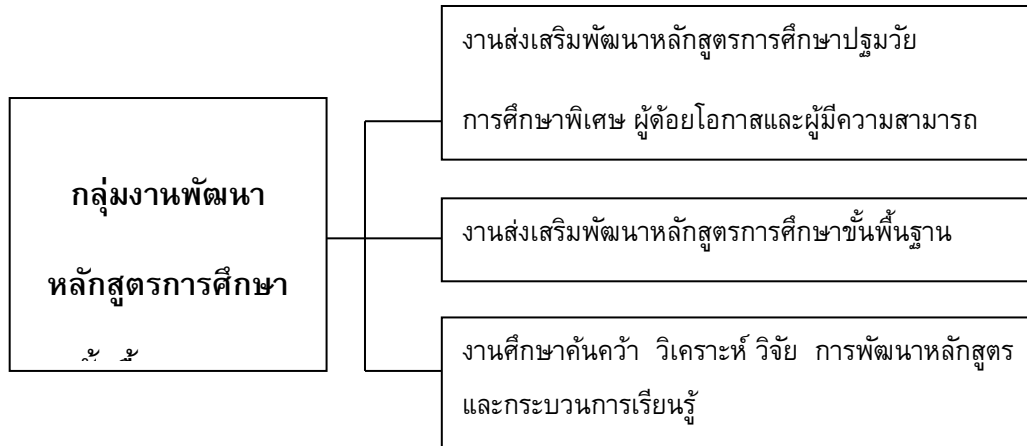 กลุ่มงานพัฒนา
หลักสูตรการศึกษา
งานส่งเสริมพัฒนาหลักสูตรการศึกษาปฐมวัย
การศึกษาพิเศษ ผู้ด้อยโอกาสและผู้มีความสามารถ
งานส่งเสริมพัฒนาหลักสูตรการศึกษาขั้นพื้นฐาน
งานศึกษาค้นคว้า วิเคราะห์ วิจัย การพัฒนาหลักสูตร
และกระบวนการเรียนรู้